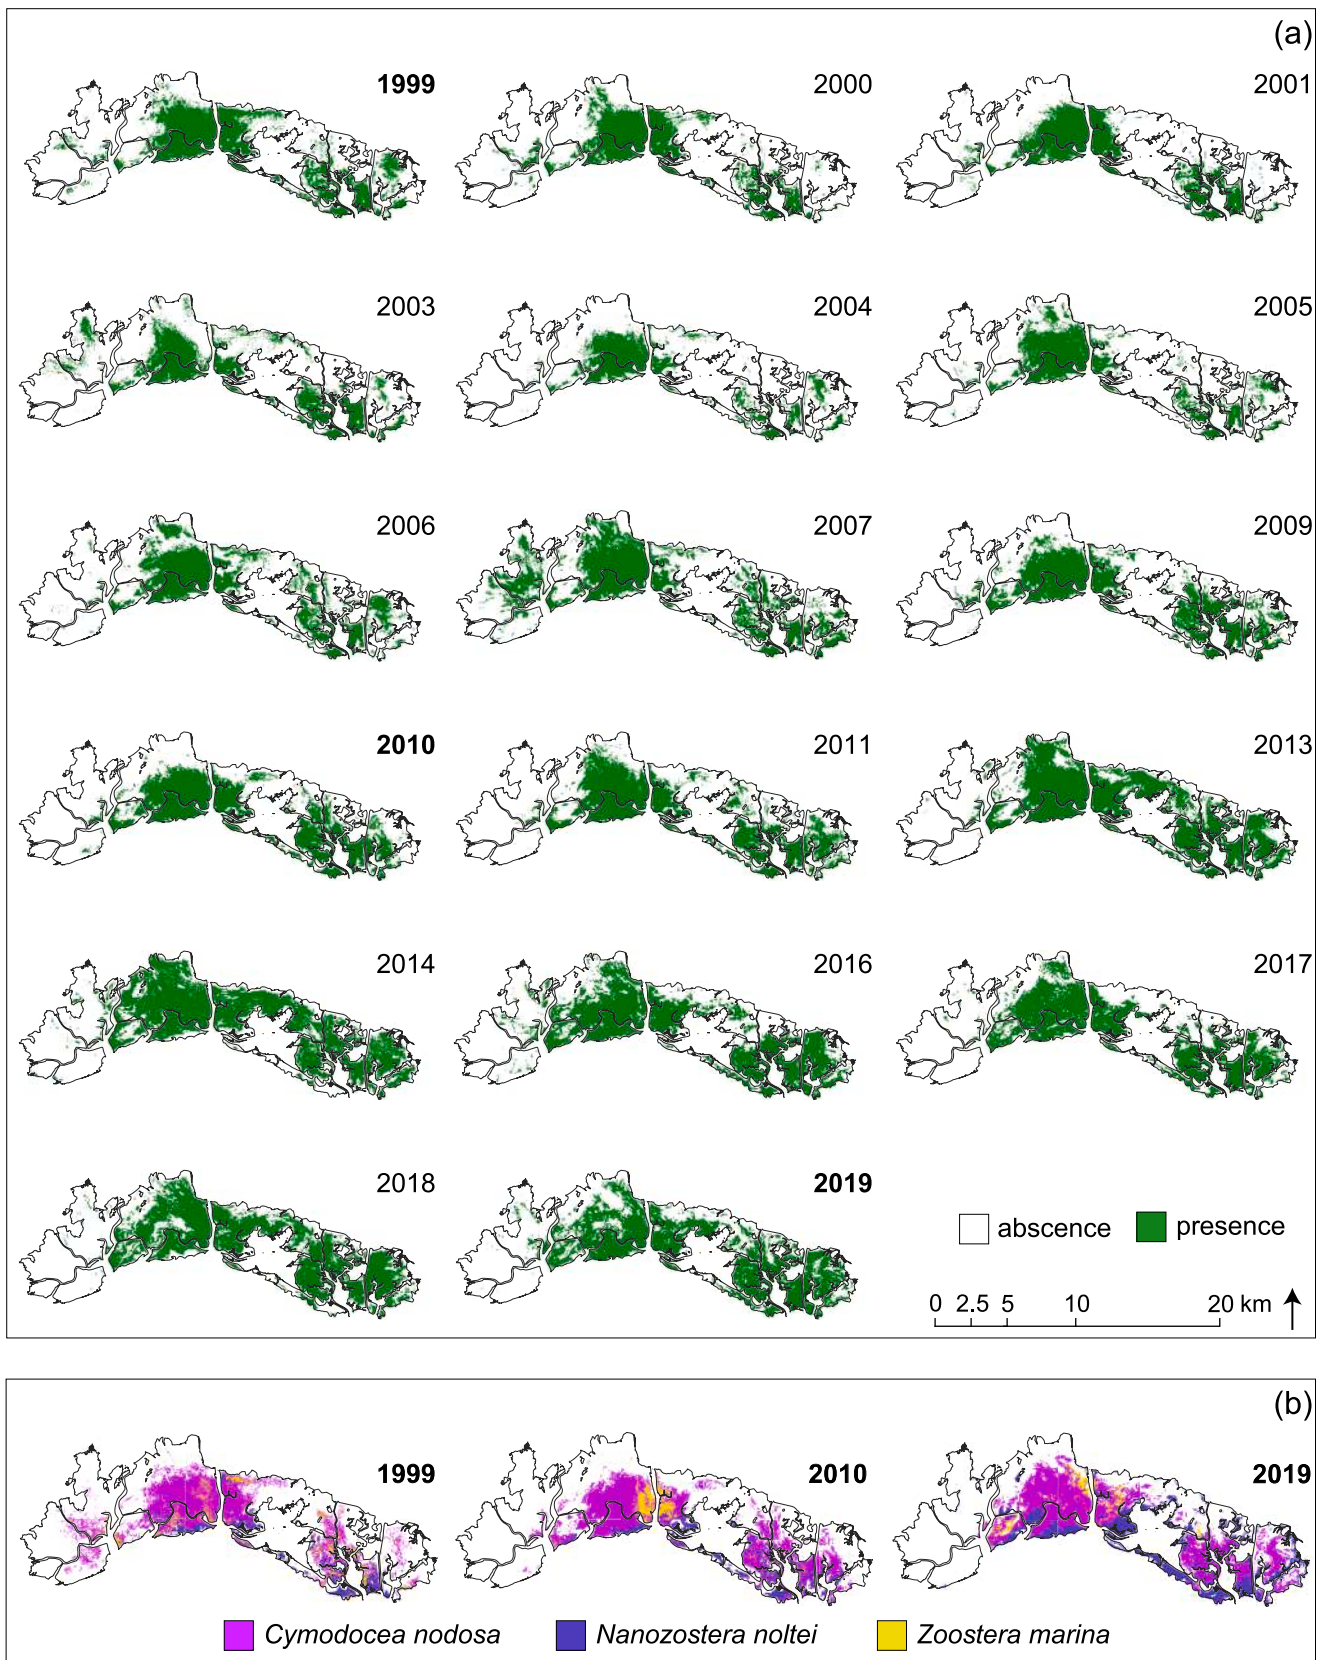 (a)
1999 2000 2001
2003 2004 2005
2006 2007 2009
2010 2011 2013
2014 2016 2017
2018 2019
abscence presence
0 2.5 5 10 20 km
(b)
1999 2010 2019
Cymodocea nodosa Nanozostera noltei Zoostera marina